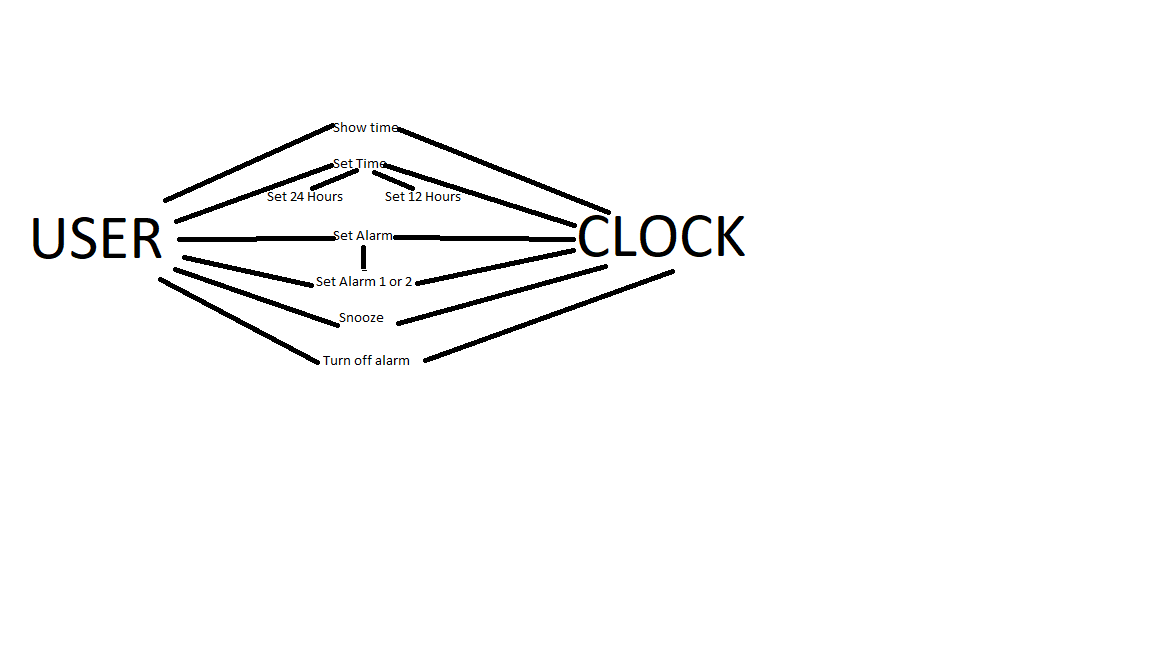 Show time
Set Time
Set 24 Hours Set 12 Hours
USER Set Alarm CLOCK
Set Alarm 1 or 2
Snooze
Turn off alarm